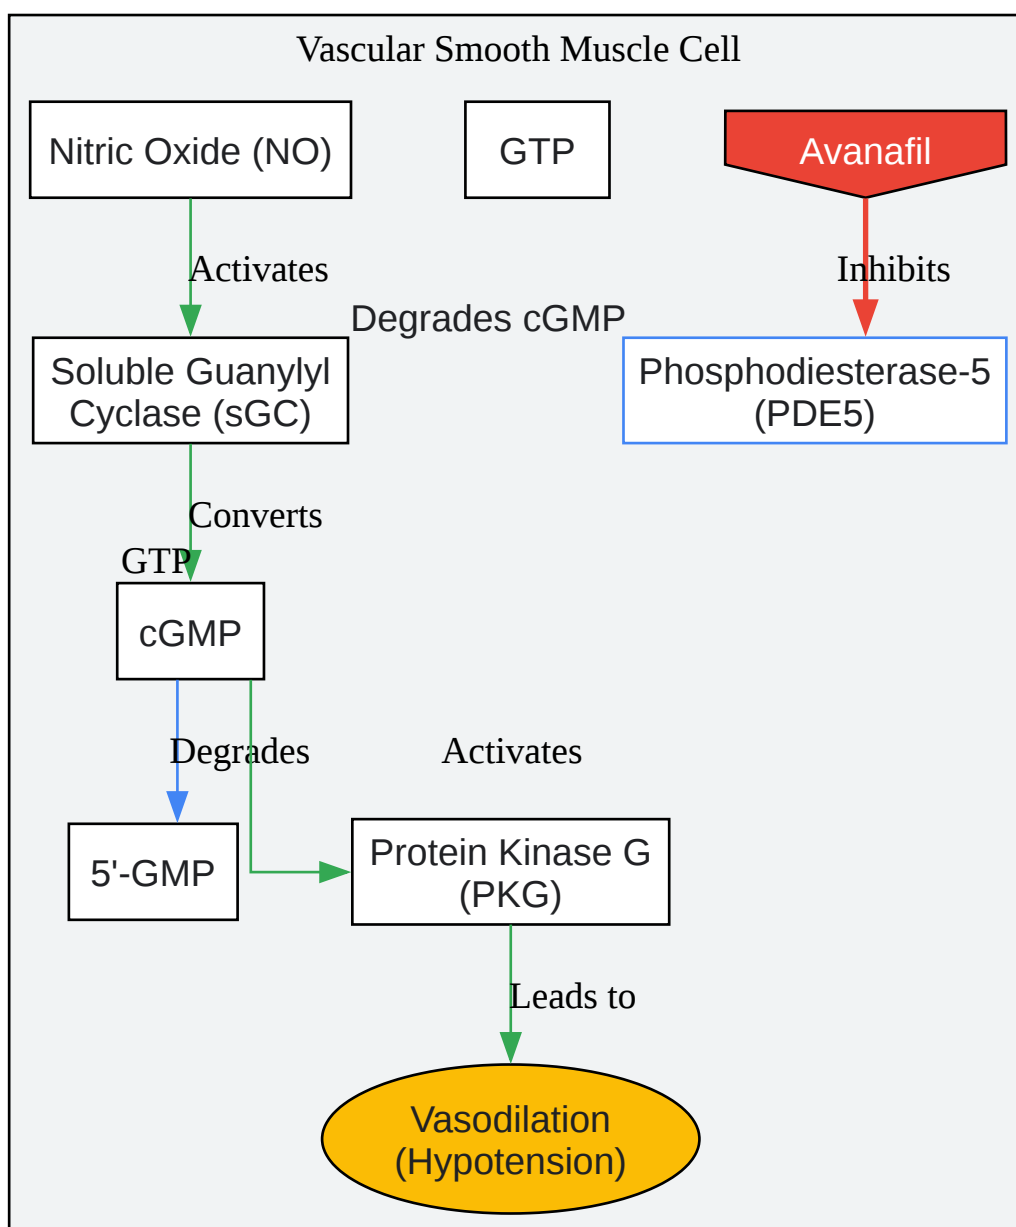 Vascular Smooth Muscle Cell
Nitric Oxide (NO)
GTP
Avanafil
Activates
Inhibits
Degrades cGMP
Soluble Guanylyl
Cyclase (sGC)
Phosphodiesterase-5
(PDE5)
Converts
GTP
cGMP
Degrades
Activates
5'-GMP
Protein Kinase G
(PKG)
Leads to
Vasodilation
(Hypotension)